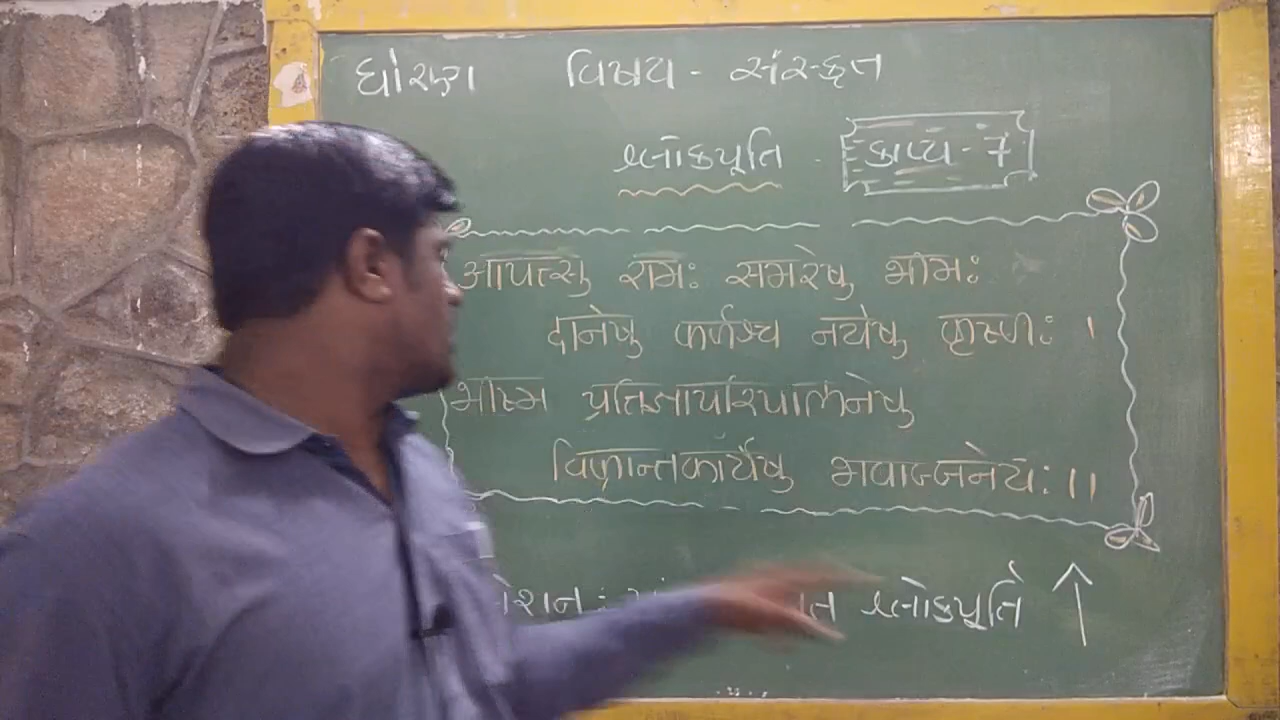 ધોરણ વિષય - સંસ્કૃત
શ્લોકપૂર્તિ - કાવ્ય - 7
आपत्सु रामः समरेषु भीमः
दानेषु कर्णश्च नयेषु कृष्णः ।
भीष्म प्रतिज्ञापरिपालनेषु
विक्रान्तकार्येषु भवाञ्जनेयः ।।
શ્લોકપૂર્તિ ↑